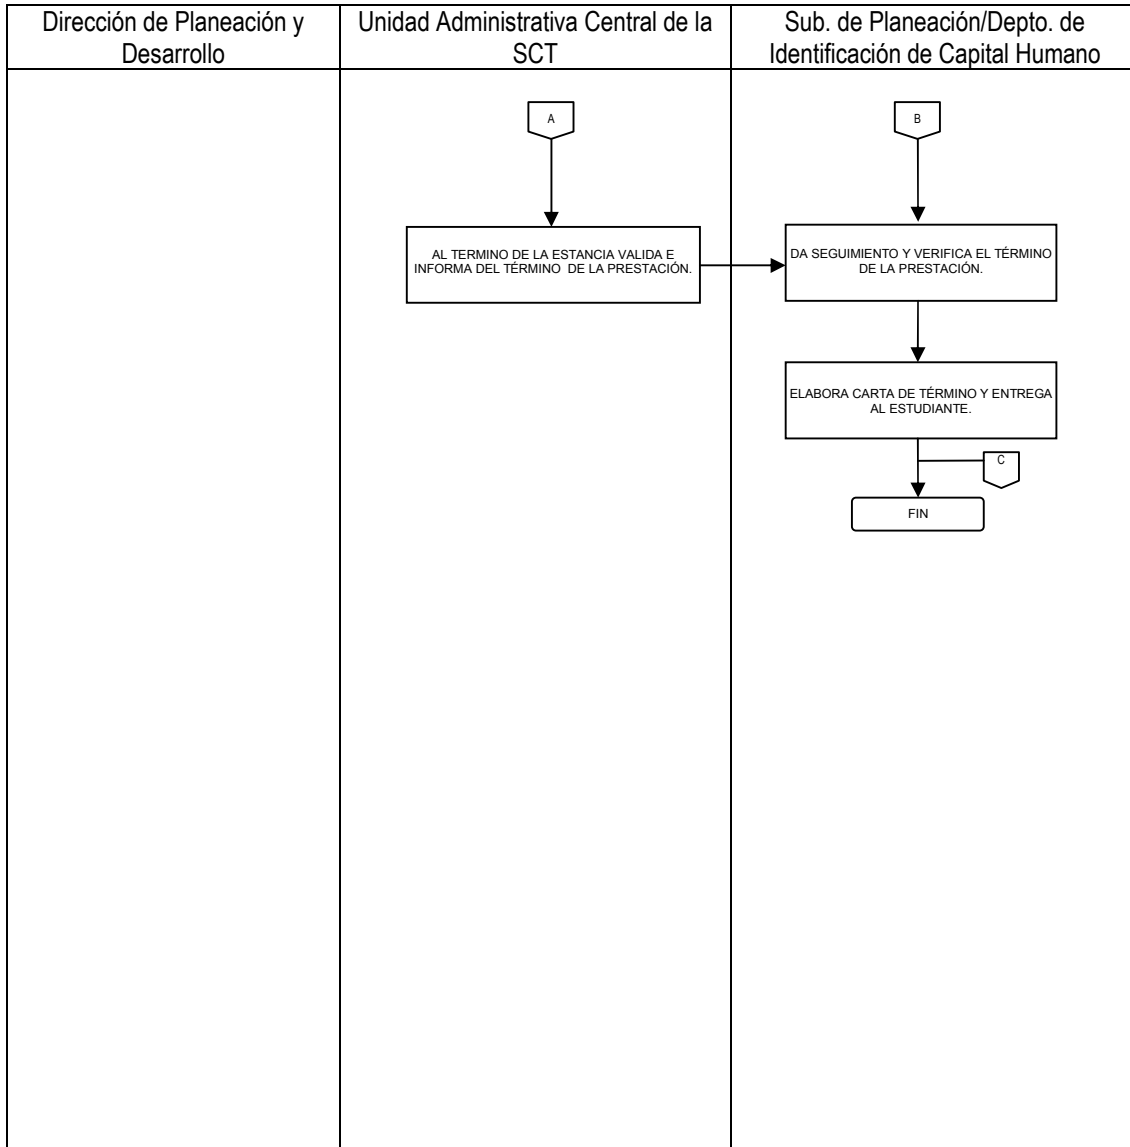 Dirección de Planeación y
Desarrollo
Unidad Administrativa Central de la
SCT
Sub. de Planeación/Depto. de
Identificación de Capital Humano
A
B
AL TERMINO DE LA ESTANCIA VALIDA E
INFORMA DEL TÉRMINO DE LA PRESTACIÓN.
DA SEGUIMIENTO Y VERIFICA EL TÉRMINO
DE LA PRESTACIÓN.
ELABORA CARTA DE TÉRMINO Y ENTREGA
AL ESTUDIANTE.
C
FIN